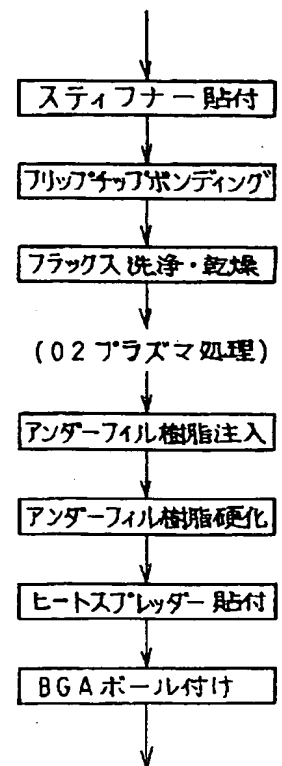 スティフナー貼付
フリップチップボンディング
フラックス洗浄・乾燥
(O2プラズマ処理)
アンダーフィル樹脂注入
アンダーフィル樹脂硬化
ヒートスプレッダー貼付
BGAボール付け